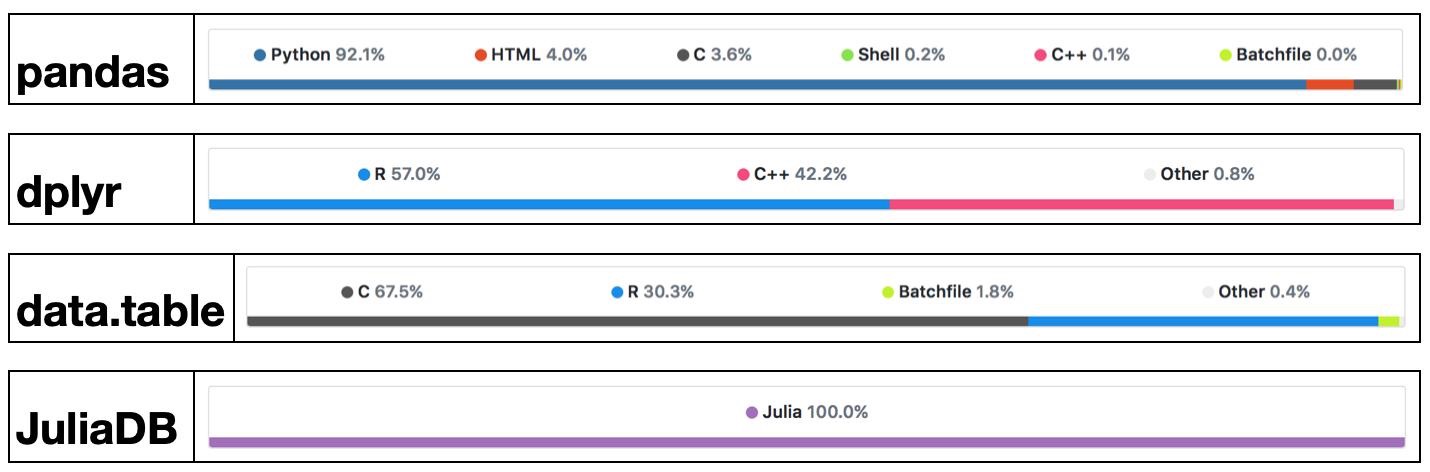 pandas
Python 92.1% HTML 4.0% C 3.6% Shell 0.2% C++ 0.1% Batchfile 0.0%
dplyr
R 57.0% C++ 42.2% Other 0.8%
data.table
C 67.5% R 30.3% Batchfile 1.8% Other 0.4%
JuliaDB
Julia 100.0%